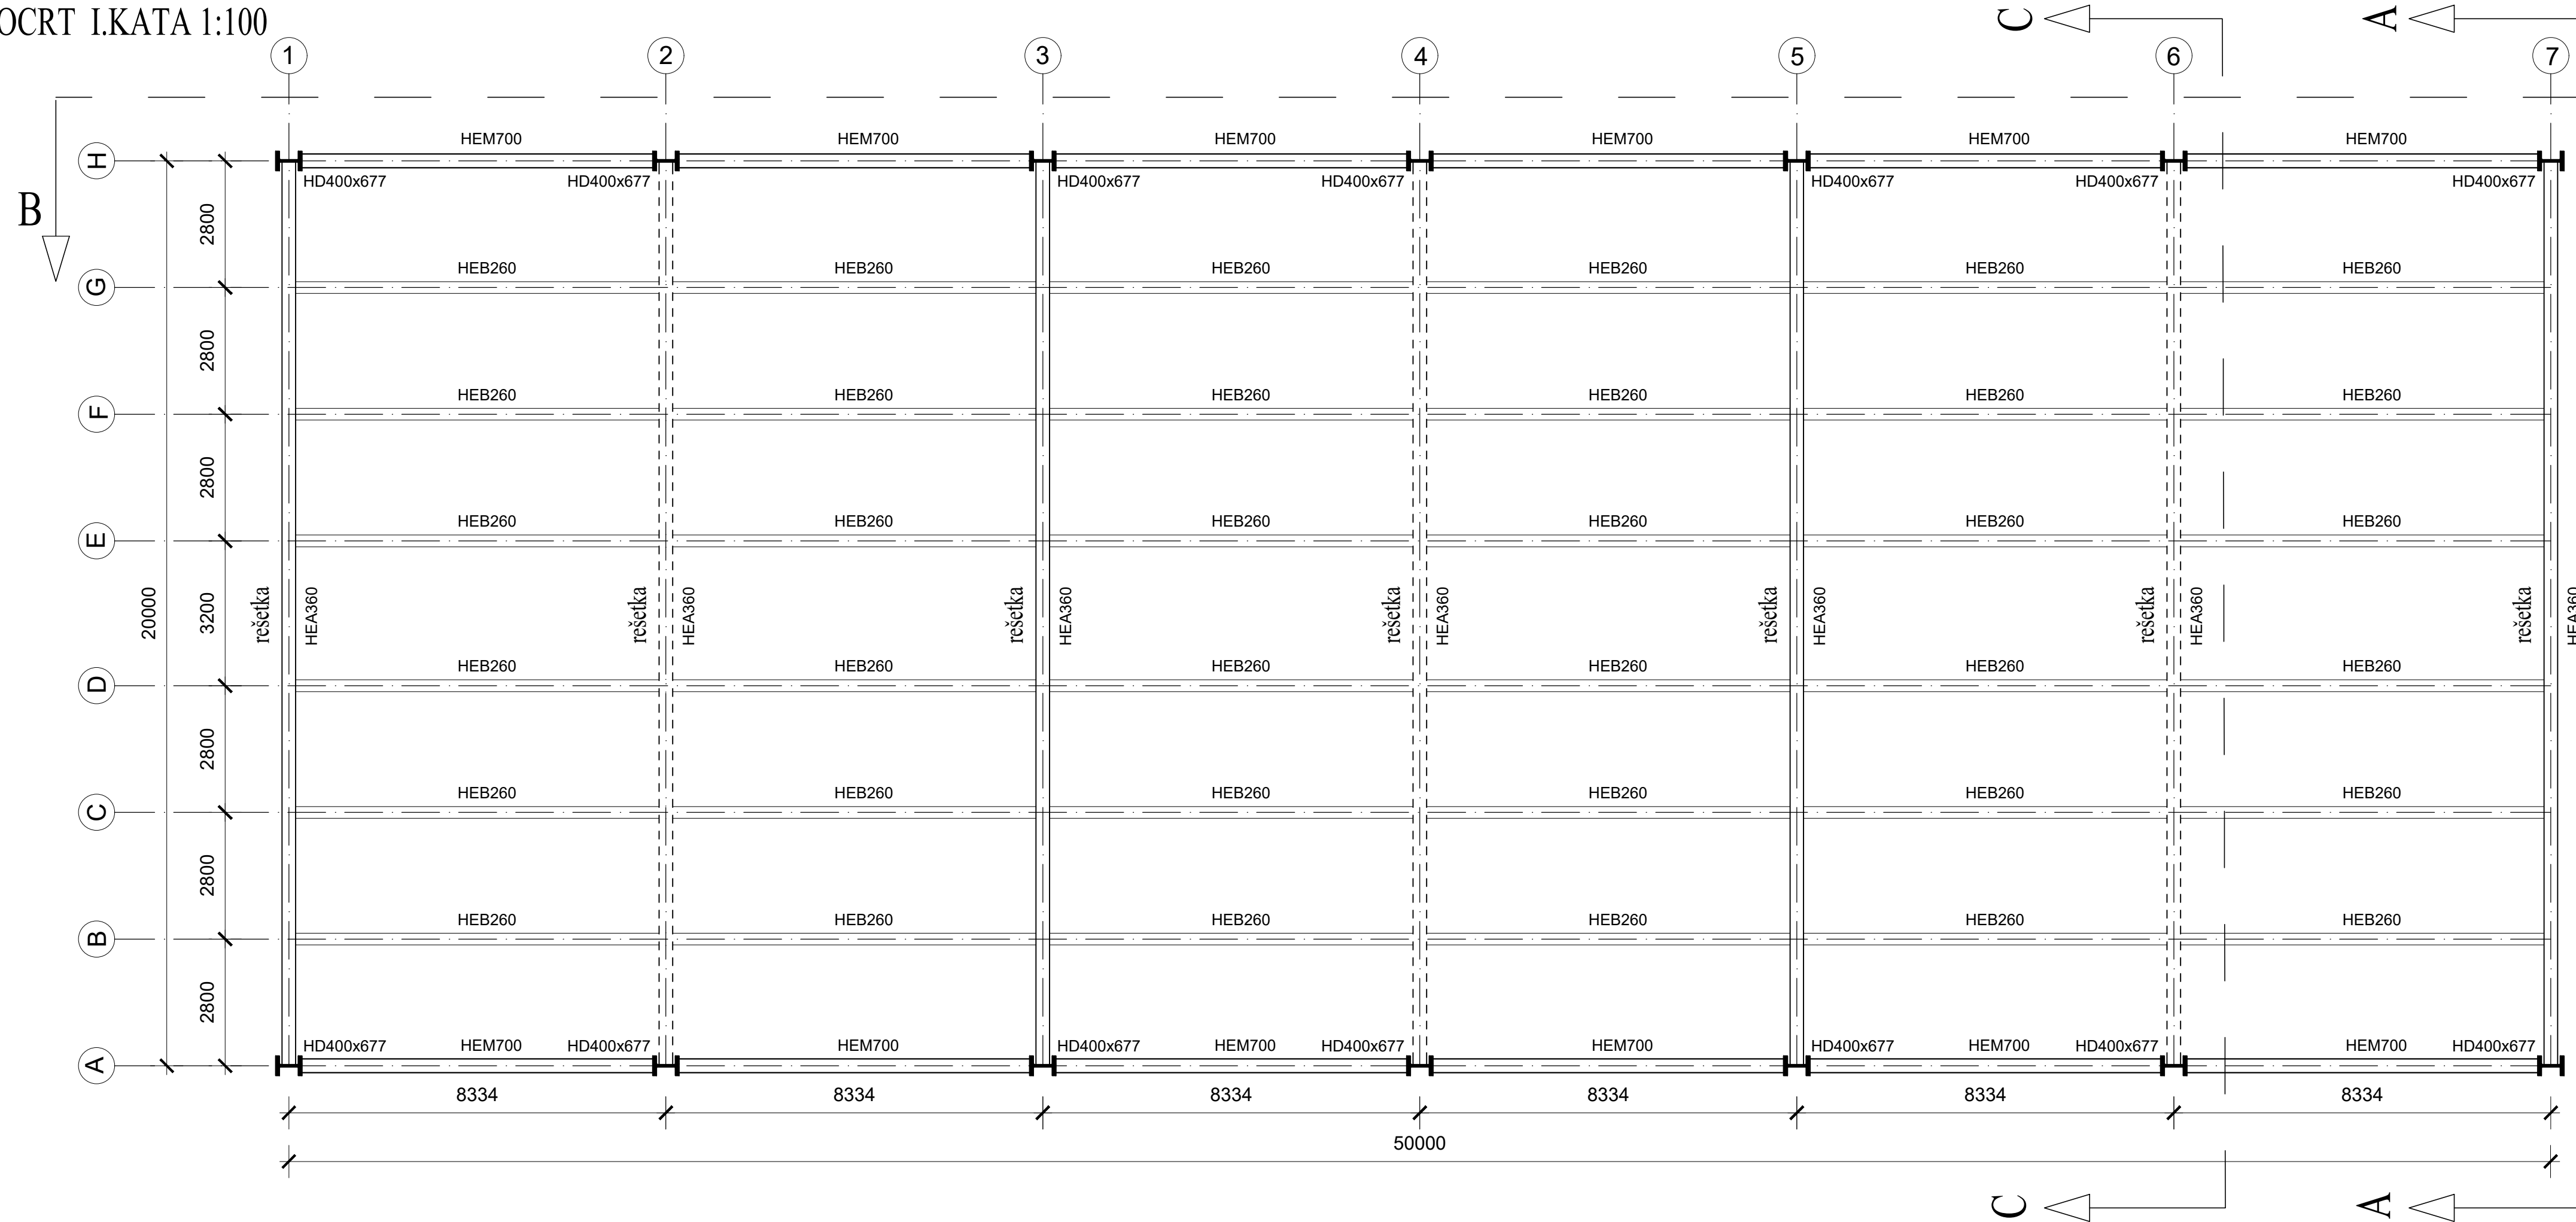 OCRT I.KATA 1:100
C A
1 2 3 4 5 6 7
HEM700 HEM700 HEM700 HEM700 HEM700 HEM700
H
HD400x677 HD400x677 HD400x677 HD400x677 HD400x677 HD400x677 HD400x677
B
2800
HEB260 HEB260 HEB260 HEB260 HEB260 HEB260
G
2800
HEB260 HEB260 HEB260 HEB260 HEB260 HEB260
F
2800
HEB260 HEB260 HEB260 HEB260 HEB260 HEB260
E
20000 3200 rešetka HEA360 rešetka HEA360 rešetka HEA360 rešetka HEA360 rešetka HEA360 rešetka HEA360 rešetka HEA360
HEB260 HEB260 HEB260 HEB260 HEB260 HEB260
D
2800
HEB260 HEB260 HEB260 HEB260 HEB260 HEB260
C
2800
HEB260 HEB260 HEB260 HEB260 HEB260 HEB260
B
2800
HD400x677 HEM700 HD400x677 HEM700 HD400x677 HEM700 HD400x677 HEM700 HD400x677 HEM700 HD400x677 HEM700 HD400x677
A
8334 8334 8334 8334 8334 8334
50000
C A